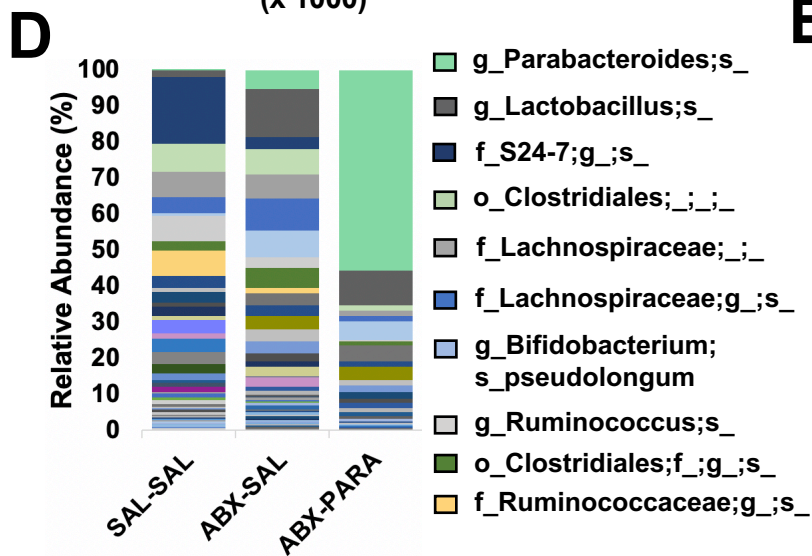 (x 1000)
D
E
Relative Abundance (%)
100
90
80
70
60
50
40
30
20
10
0
SAL-SAL
ABX-SAL
ABX-PARA
g_Parabacteroides;s_
g_Lactobacillus;s_
f_S24-7;g_;s_
o_Clostridiales;_;_;_
f_Lachnospiraceae;_;_
f_Lachnospiraceae;g_;s_
g_Bifidobacterium;
s_pseudolongum
g_Ruminococcus;s_
o_Clostridiales;f_;g_;s_
f_Ruminococcaceae;g_;s_